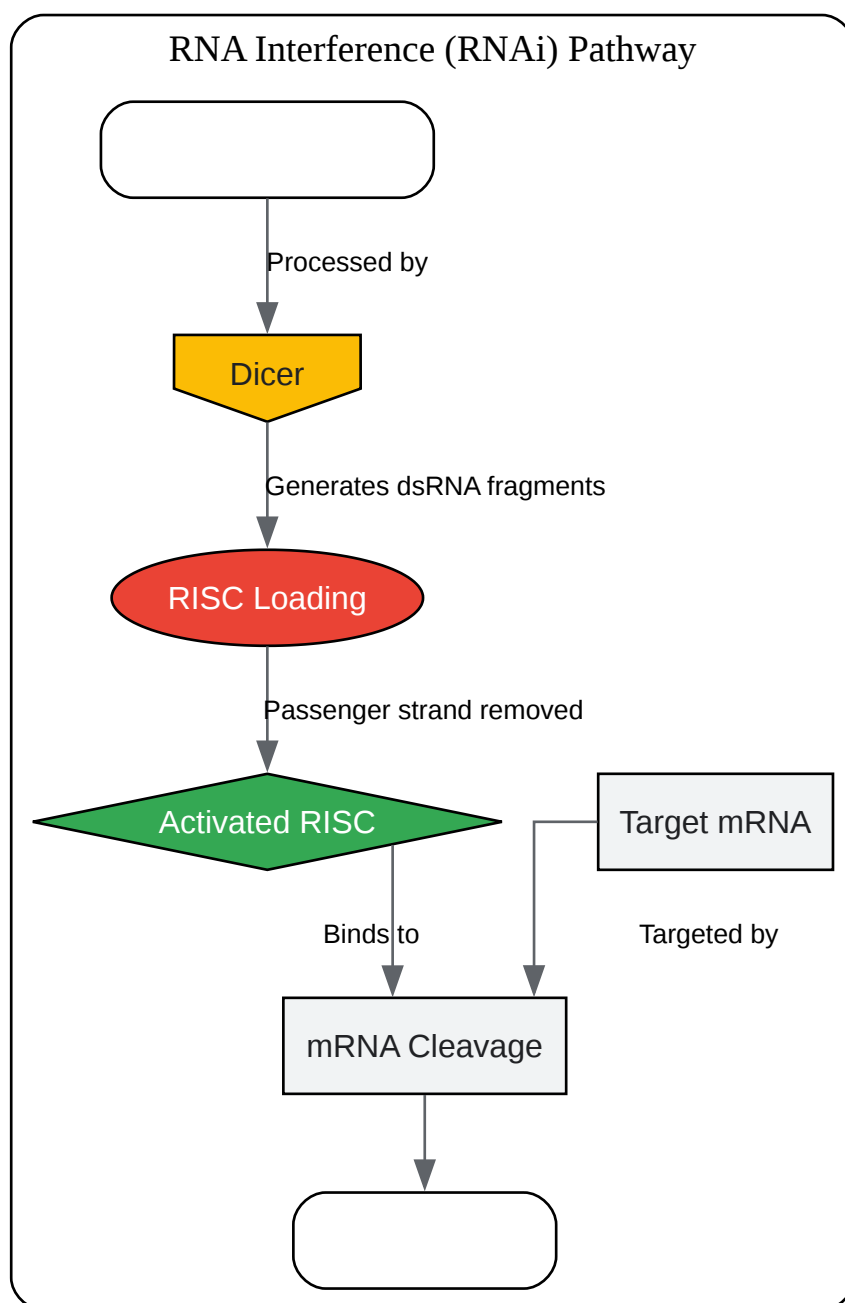 RNA Interference (RNAi) Pathway
Processed by
Dicer
Generates dsRNA fragments
RISC Loading
Passenger strand removed
Activated RISC
Target mRNA
Binds to
Targeted by
mRNA Cleavage